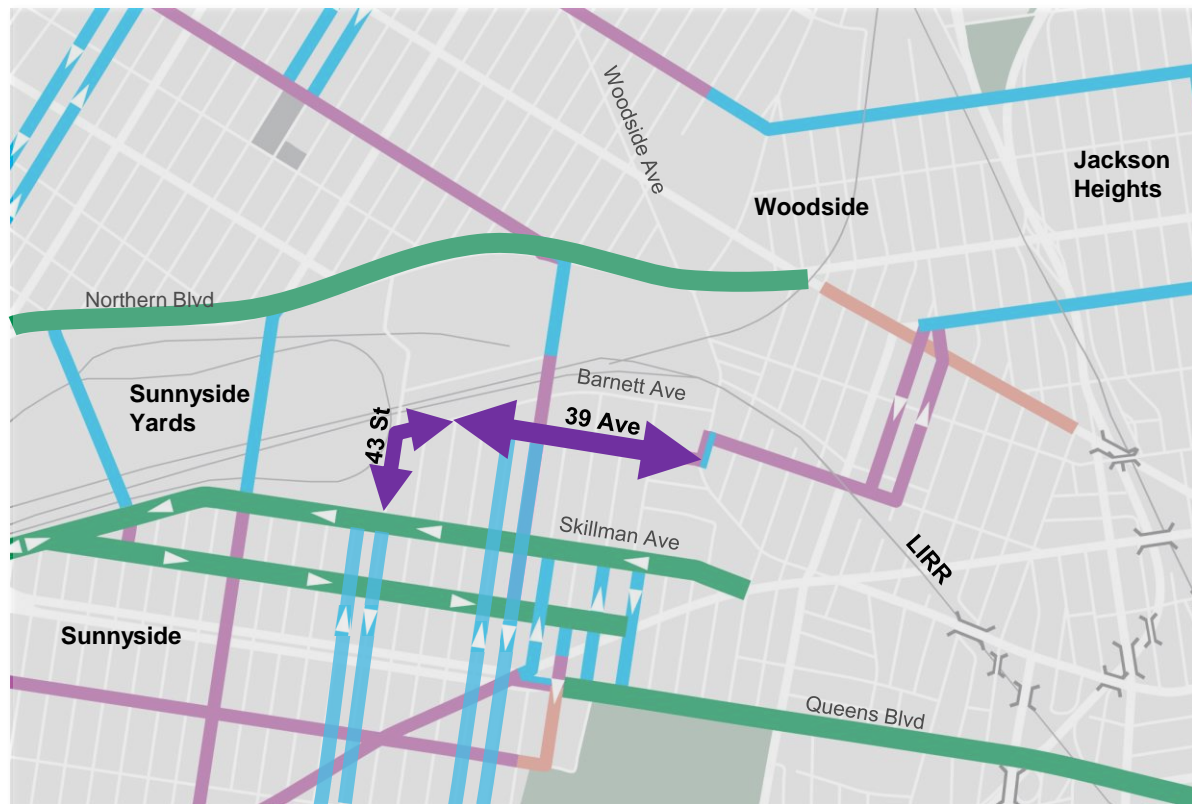 Woodside Ave
Jackson
Heights
Woodside
Northern Blvd
Sunnyside
Yards
Barnett Ave
43 St
39 Ave
Skillman Ave
LIRR
Sunnyside
Queens Blvd